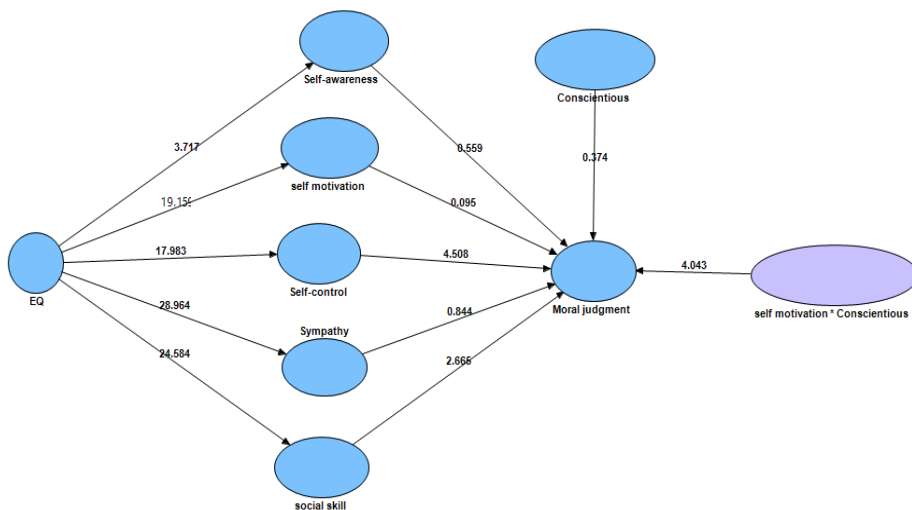 Self-awareness
Conscientious
3.717
0.559
0.374
self motivation
19.159
0.095
17.983
4.508
4.043
EQ
Self-control
Moral judgment
self motivation * Conscientious
28.964
Sympathy
0.844
24.584
2.665
social skill